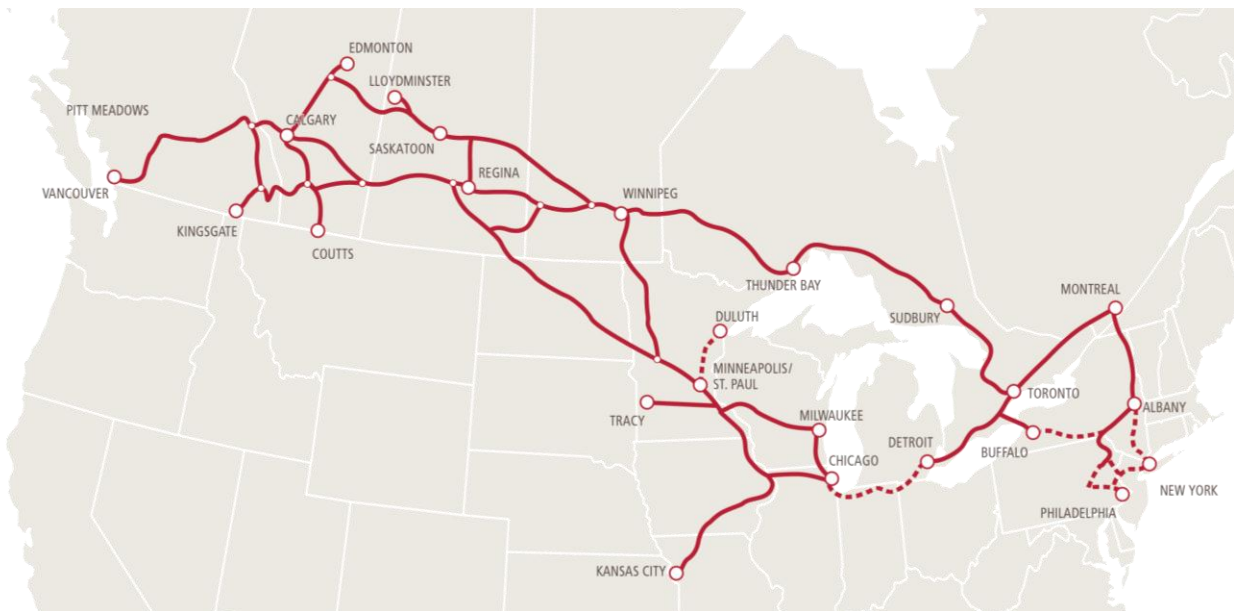 EDMONTON
LLOYDMINSTER
PITT MEADOWS
CALGARY
SASKATOON
REGINA
VANCOUVER
WINNIPEG
KINGSGATE
COUTTS
THUNDER BAY
MONTREAL
SUDBURY
DULUTH
MINNEAPOLIS/
ST. PAUL
TORONTO
TRACY
MILWAUKEE
ALBANY
DETROIT
BUFFALO
CHICAGO
NEW YORK
PHILADELPHIA
KANSAS CITY